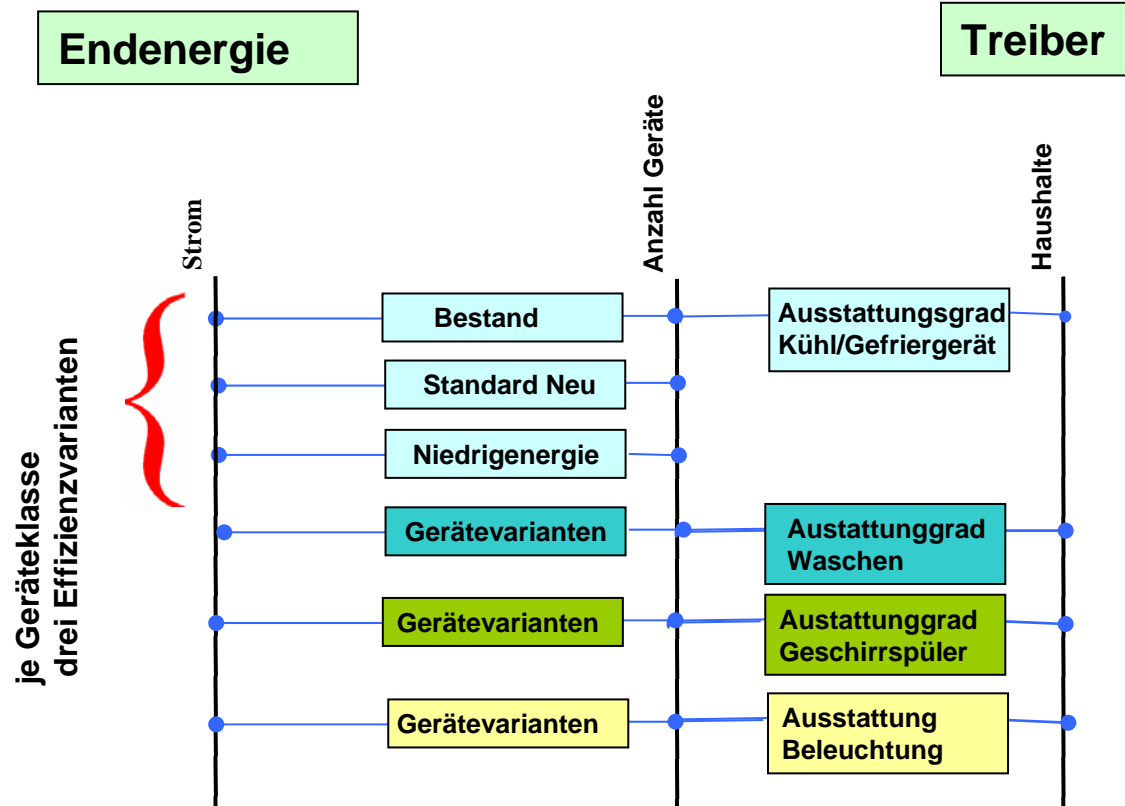 Endenergie
Treiber
Strom
Anzahl Geräte
Haushalte
je Geräteklasse
drei Effizienzvarianten
Bestand
Ausstattungsgrad
Kühl/Gefriergerät
Standard Neu
Niedrigenergie
Gerätevarianten
Austattunggrad
Waschen
Gerätevarianten
Austattunggrad
Geschirrspüler
Gerätevarianten
Ausstattung
Beleuchtung